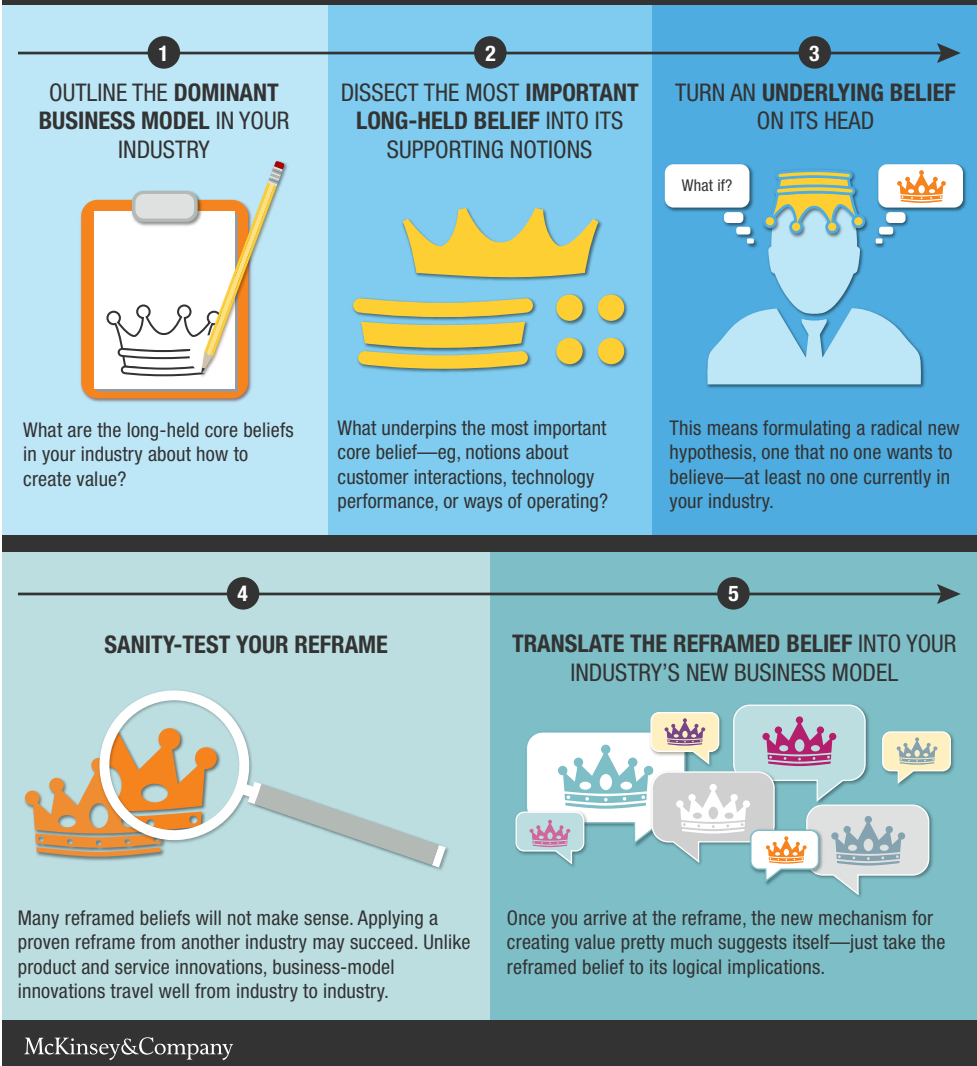 1
OUTLINE THE DOMINANT
BUSINESS MODEL IN YOUR
INDUSTRY
What are the long-held core beliefs
in your industry about how to
create value?
2
DISSECT THE MOST IMPORTANT
LONG-HELD BELIEF INTO ITS
SUPPORTING NOTIONS
What underpins the most important
core belief—eg, notions about
customer interactions, technology
performance, or ways of operating?
3
TURN AN UNDERLYING BELIEF
ON ITS HEAD
What if?
This means formulating a radical new
hypothesis, one that no one wants to
believe—at least no one currently in
your industry.
4
SANITY-TEST YOUR REFRAME
Many reframed beliefs will not make sense. Applying a
proven reframe from another industry may succeed. Unlike
product and service innovations, business-model
innovations travel well from industry to industry.
5
TRANSLATE THE REFRAMED BELIEF INTO YOUR
INDUSTRY’S NEW BUSINESS MODEL
Once you arrive at the reframe, the new mechanism for
creating value pretty much suggests itself—just take the
reframed belief to its logical implications.
McKinsey&Company